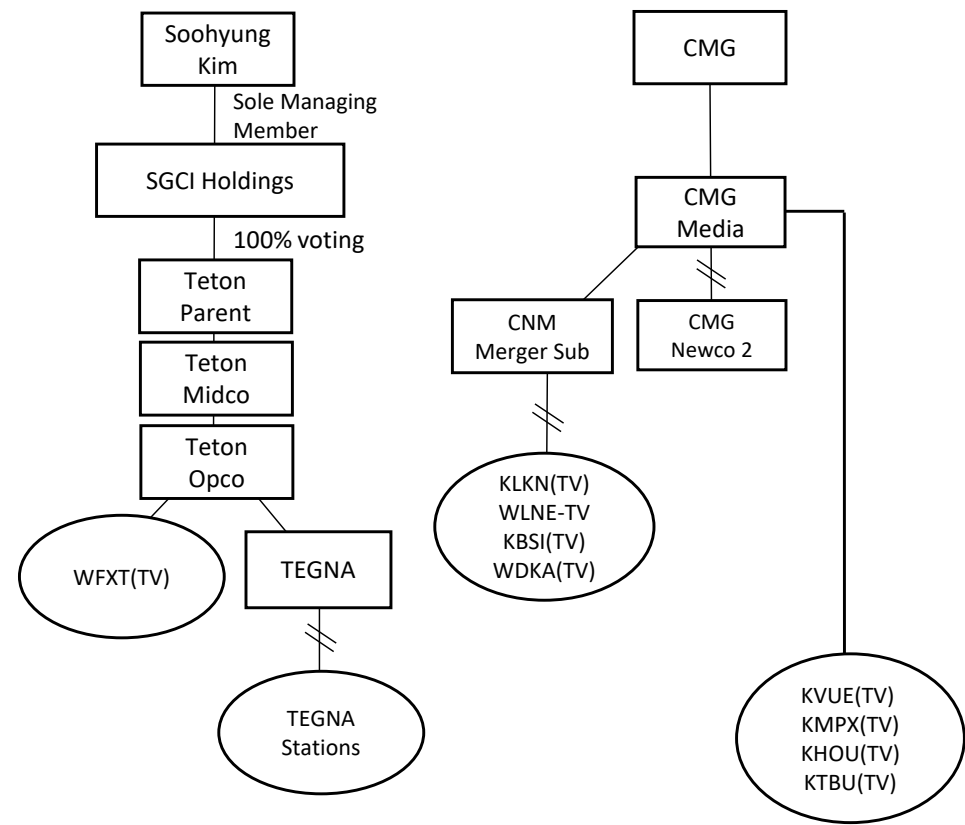 Soohyung
Kim
Sole Managing
Member
SGCI Holdings
100% voting
Teton
Parent
Teton
Midco
Teton
Opco
WFXT(TV)
TEGNA
TEGNA
Stations
CMG
CMG
Media
CNM
Merger Sub
CMG
Newco 2
KLKN(TV)
WLNE-TV
KBSI(TV)
WDKA(TV)
KVUE(TV)
KMPX(TV)
KHOU(TV)
KTBU(TV)